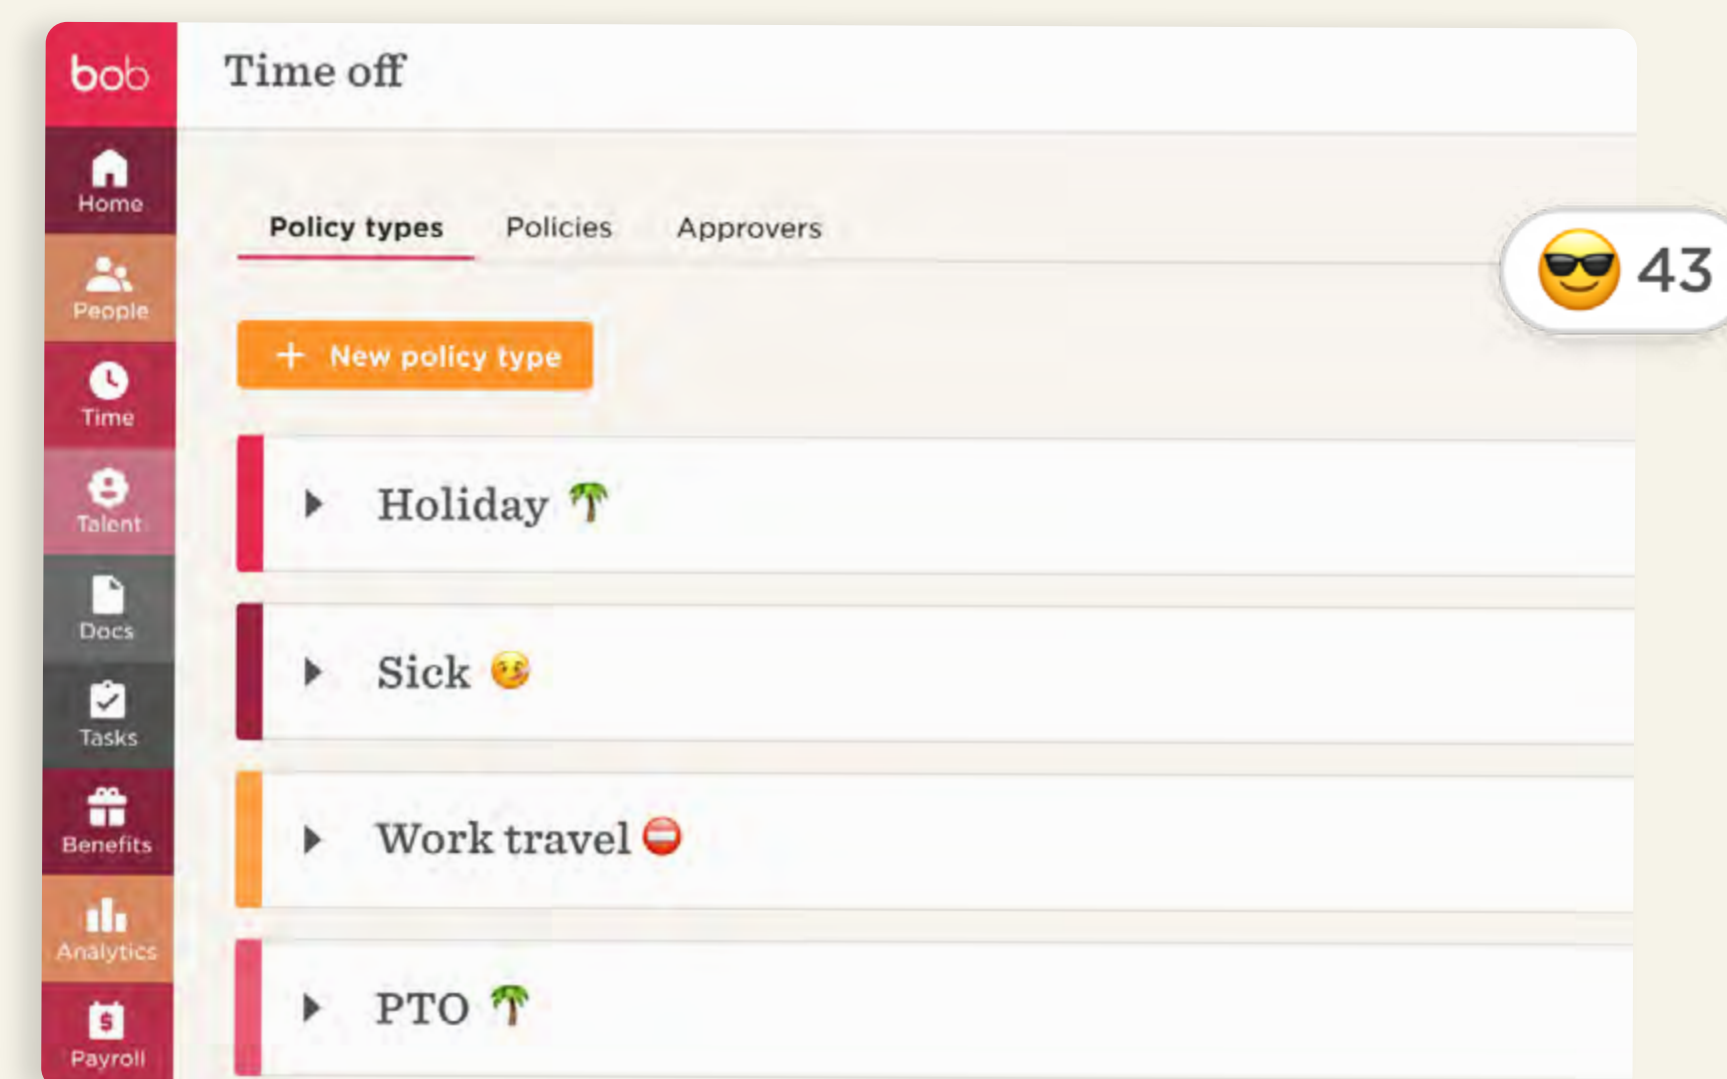 bob
Time off
Home
People
Time
Talent
Docs
Tasks
Benefits
Analytics
Payroll
Policy types Policies Approvers
😎 43
+ New policy type
Holiday 🌴
Sick 🤒
Work travel ⛔
PTO 🌴